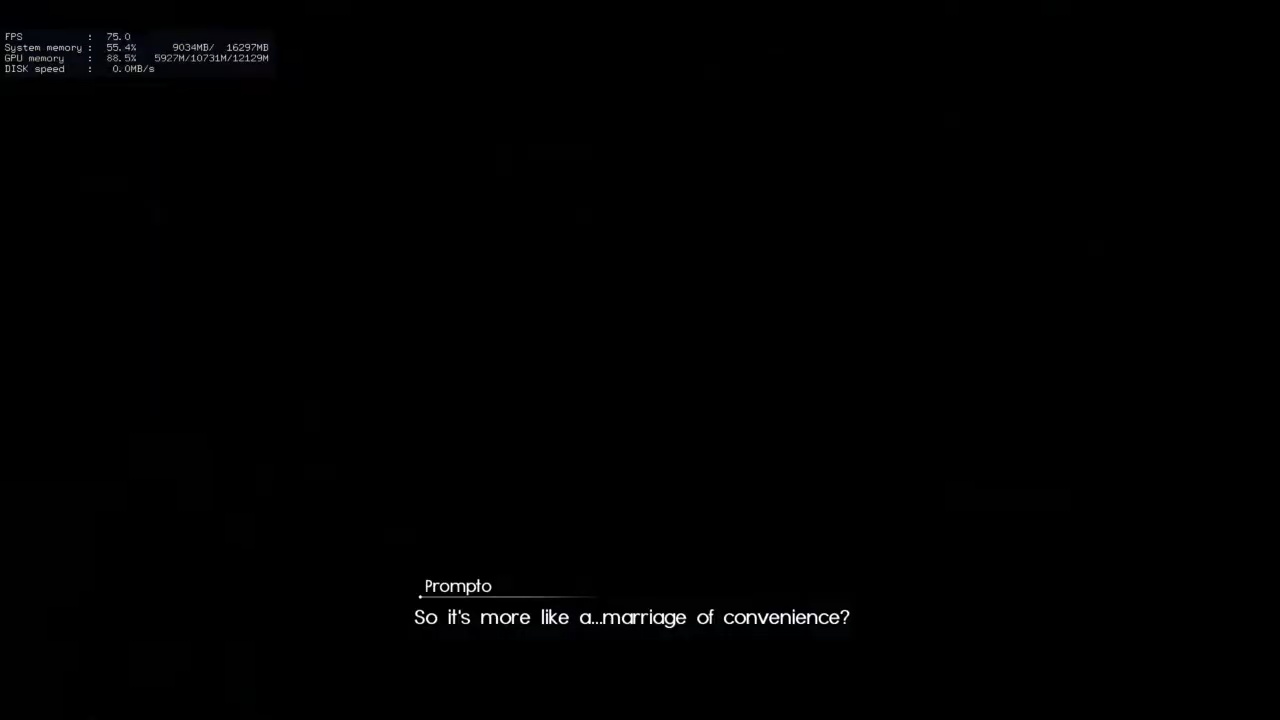 FPS : 75.0
System memory : 55.4% 9034MB/ 16297MB
GPU memory : 88.5% 5927M/10731M/12129M
DISK speed : 0.0MB/s
Prompto
So it's more like a...marriage of convenience?